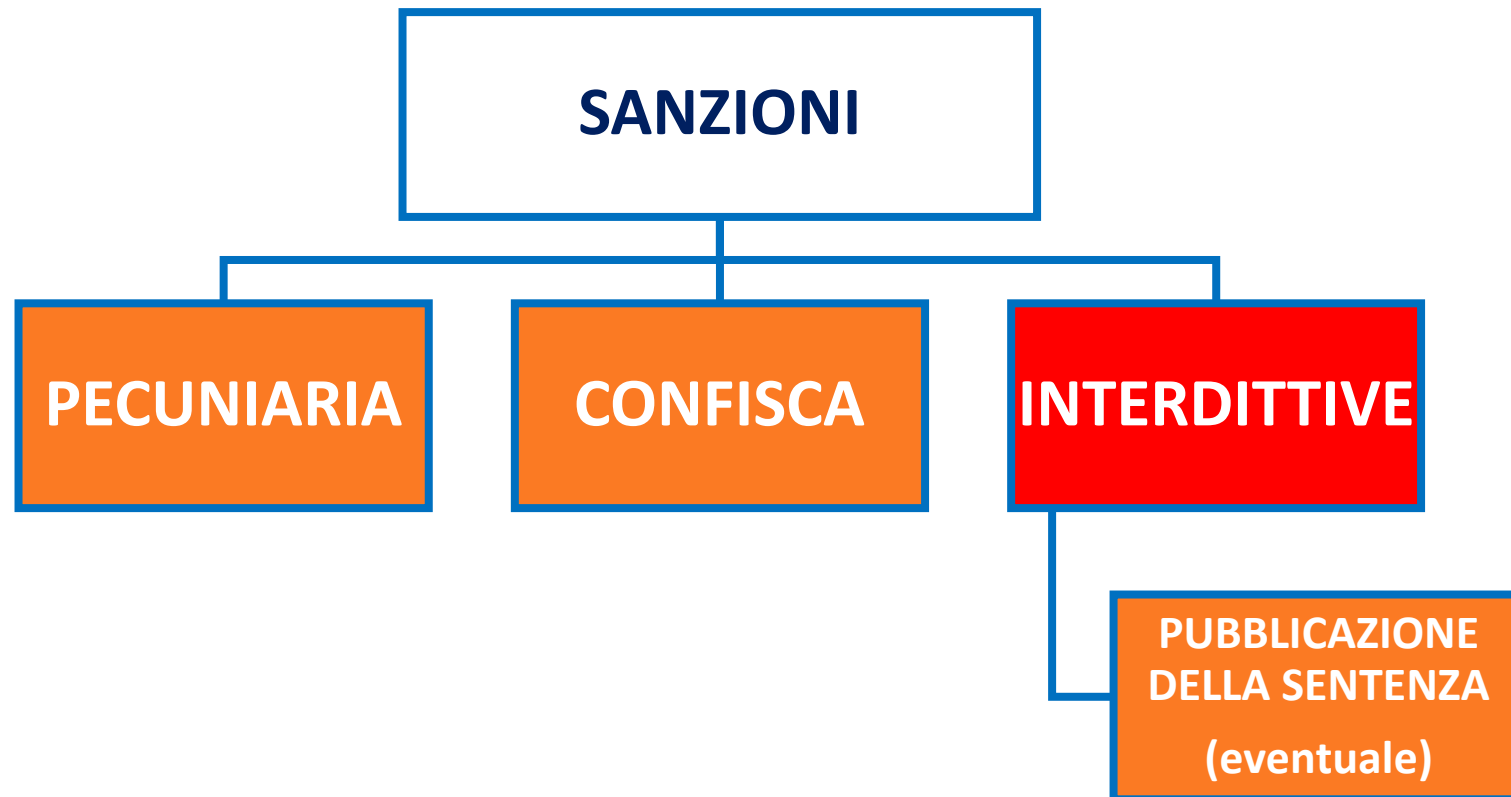 SANZIONI
PECUNIARIA
CONFISCA
INTERDITTIVE
PUBBLICAZIONE
DELLA SENTENZA
(eventuale)